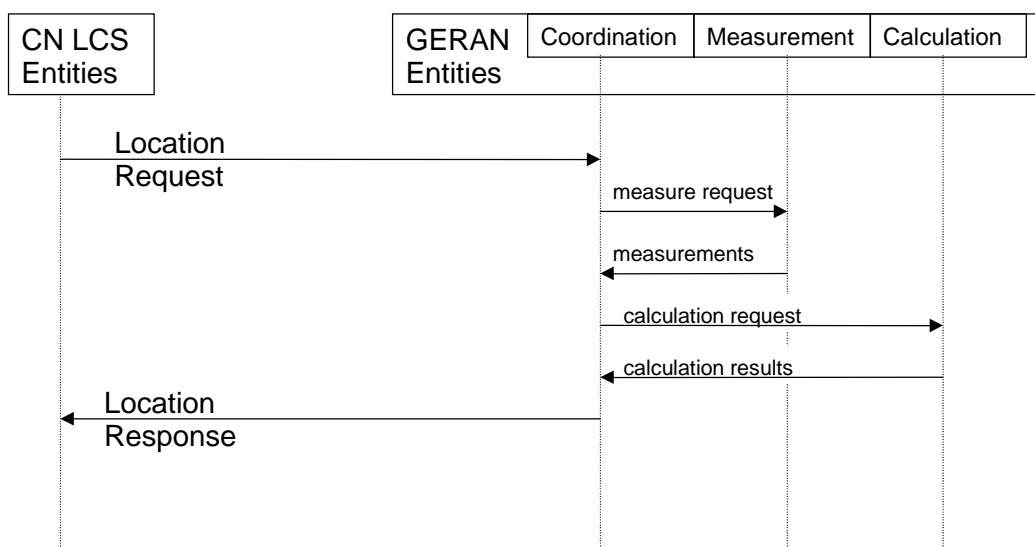 CN LCS
Entities
GERAN
Entities
Coordination
Measurement
Calculation
Location
Request
measure request
measurements
calculation request
calculation results
Location
Response